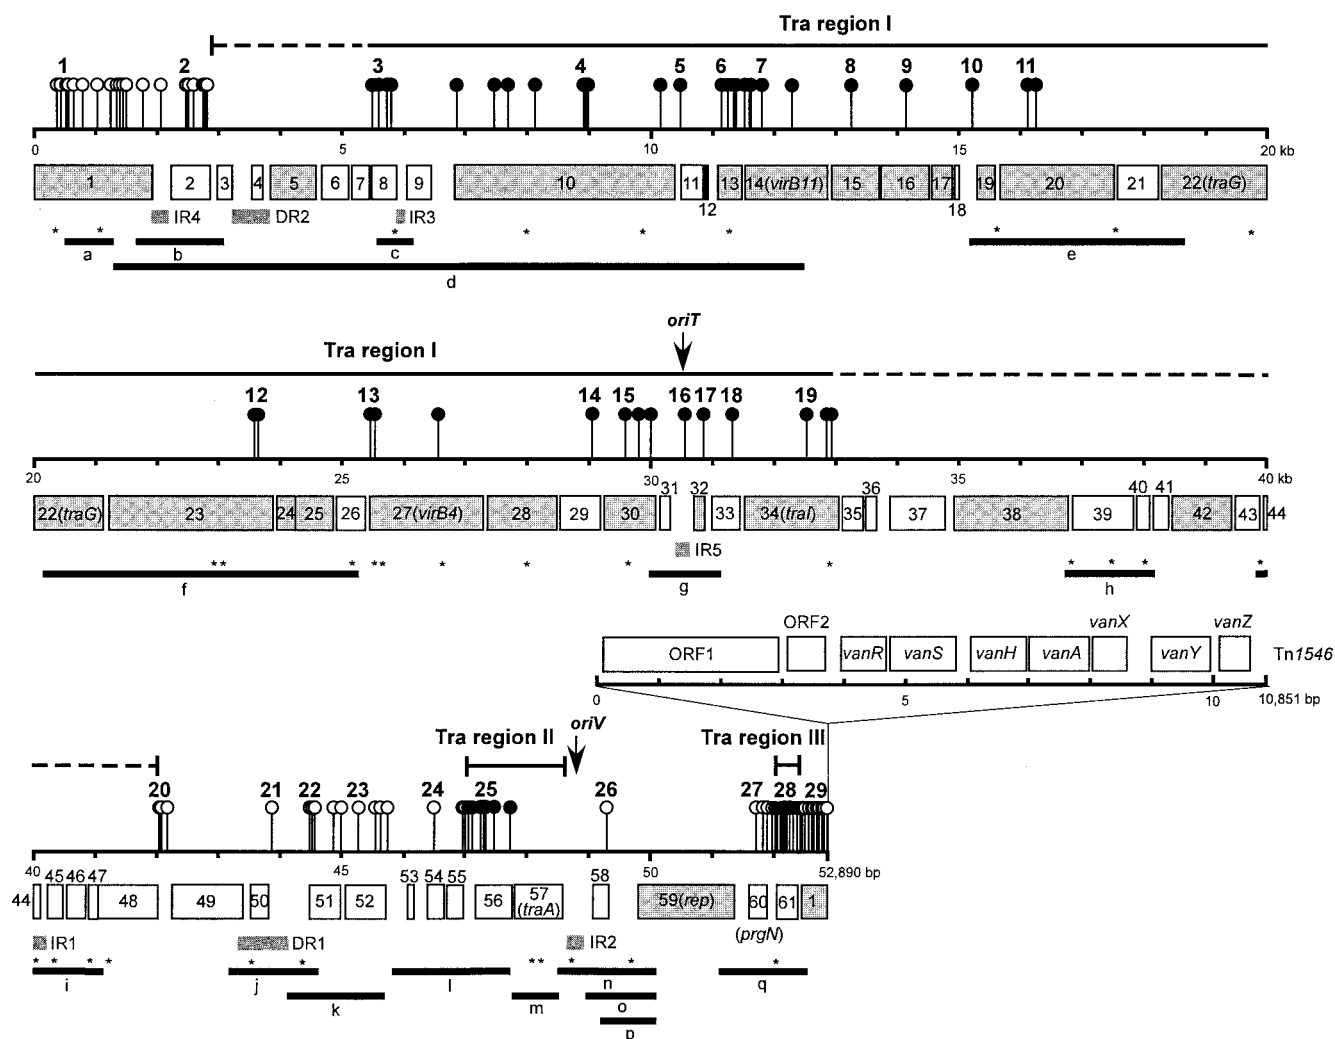 Tra region I
1 2 3 4 5 6 7 8 9 10 11
0 5 10 15 20 kb
1 2 3 4 5 6 7 8 9 10 11 13 14(virB11) 15 16 17 19 20 21 22(traG)
12 18
IR4 DR2 IR3
* * * * * * * * *
a b c e
d
oriT
Tra region I
12 13 14 15 16 17 18 19
20 25 30 35 40 kb
31 32 36 40 41
22(traG) 23 24 25 26 27(virB4) 28 29 30 33 34(traI) 35 37 38 39 42 43 44
IR5
** * ** * * * * * * * *
f g h
ORF2 vanX vanZ
ORF1 vanR vanS vanH vanA vanY Tn1546
0 5 10 10,851 bp
oriV
Tra region II Tra region III
20 21 22 23 24 25 26 27 28 29
40 45 50 52,890 bp
45 46 47 53 54 55 58
44 48 49 50 51 52 56 57 59(rep) 60 61 1
(traA)
(prgN)
IR1 DR1 IR2
* * * * * * ** * * *
i j l m n q
k o
p